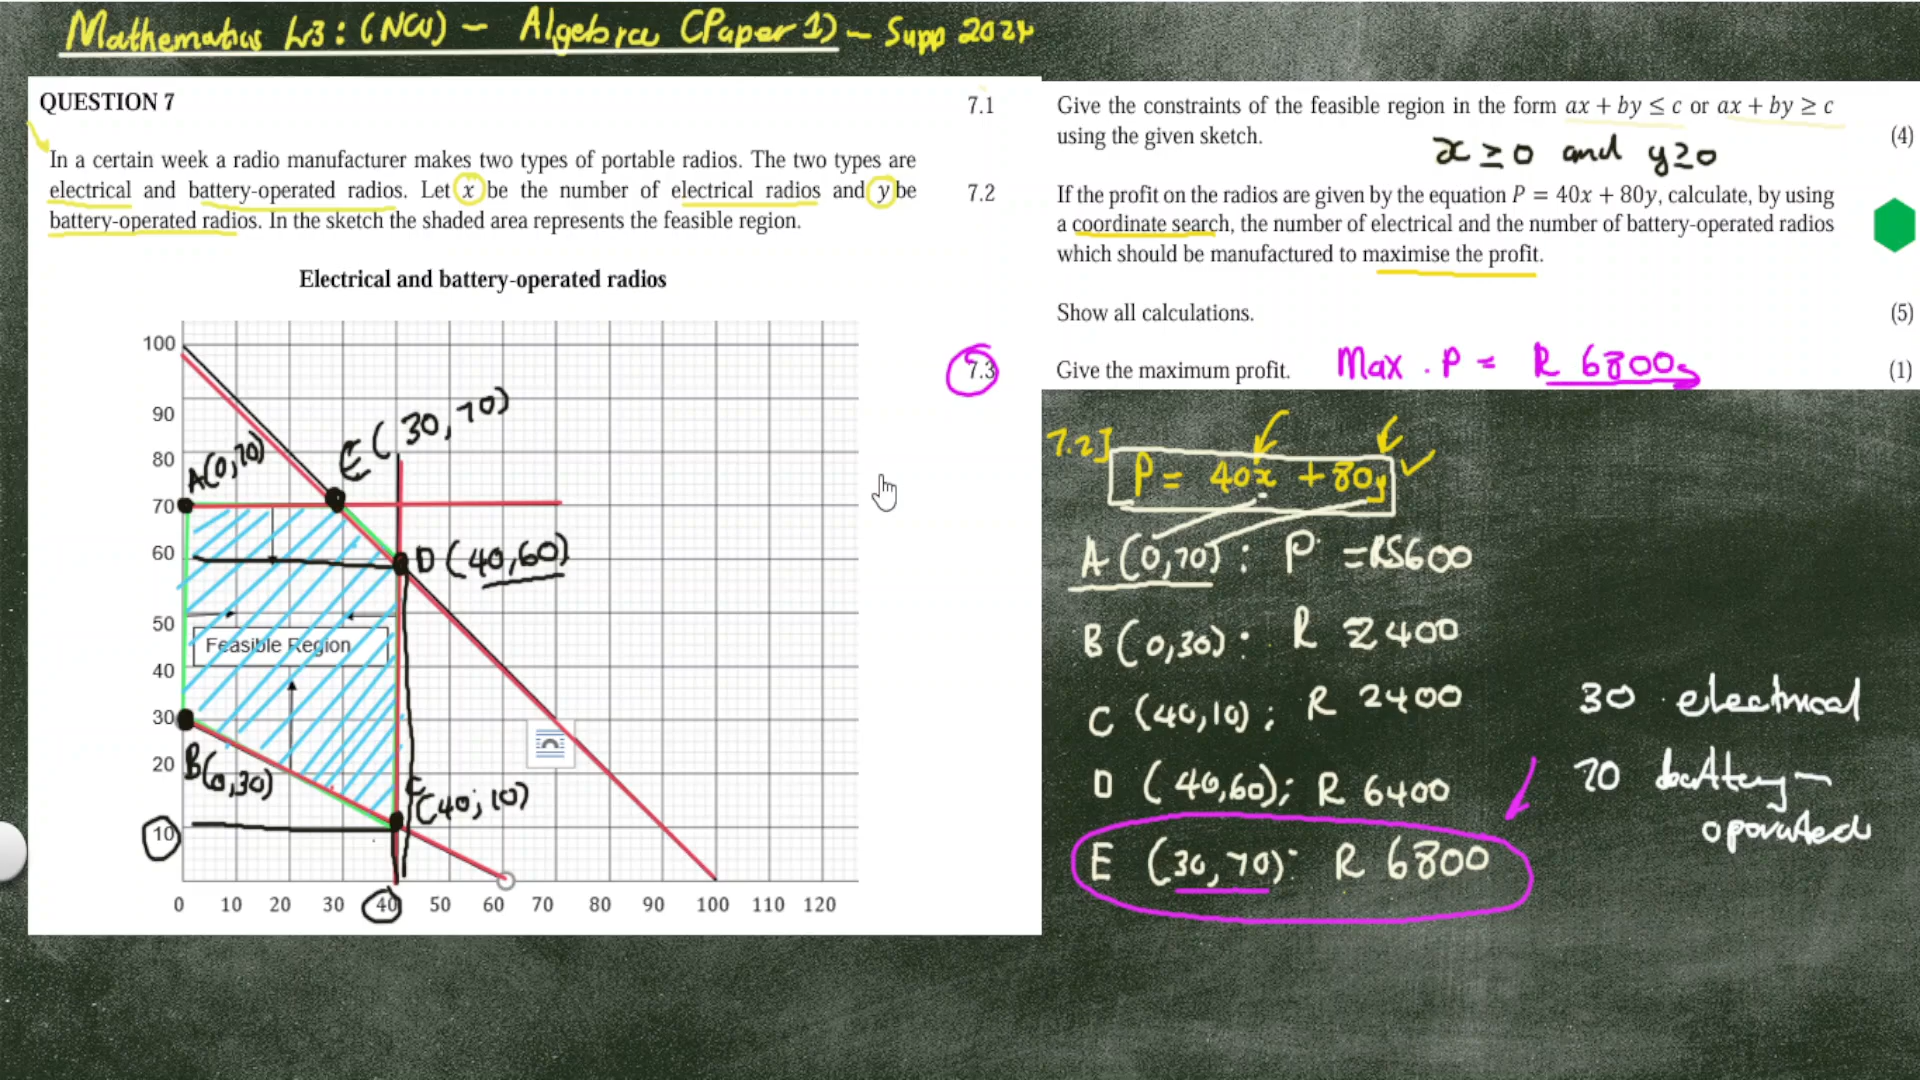 Mathematics L3: (NCV) - Algebra (Paper 1) - Supp 2024
QUESTION 7
In a certain week a radio manufacturer makes two types of portable radios. The two types are
electrical and battery-operated radios. Let x be the number of electrical radios and y be
battery-operated radios. In the sketch the shaded area represents the feasible region.
Electrical and battery-operated radios
100
90
80
70
60
50
40
30
20
10
0 10 20 30 40 50 60 70 80 90 100 110 120
A(0,70)
E(30,70)
D(40,60)
Feasible Region
B(0,30)
C(40;10)
7.1 Give the constraints of the feasible region in the form ax + by ≤ c or ax + by ≥ c
using the given sketch. (4)
x ≥ 0 and y ≥ 0
7.2 If the profit on the radios are given by the equation P = 40x + 80y, calculate, by using
a coordinate search, the number of electrical and the number of battery-operated radios
which should be manufactured to maximise the profit.
Show all calculations. (5)
7.3 Give the maximum profit. Max. P = R 6800 (1)
7.2] P = 40x + 80y
A (0,70): P = R5600
B (0,30): R 2400
C (40,10): R 2400
D (40,60): R 6400
E (30,70): R 6800
30 electrical
70 battery-
operated